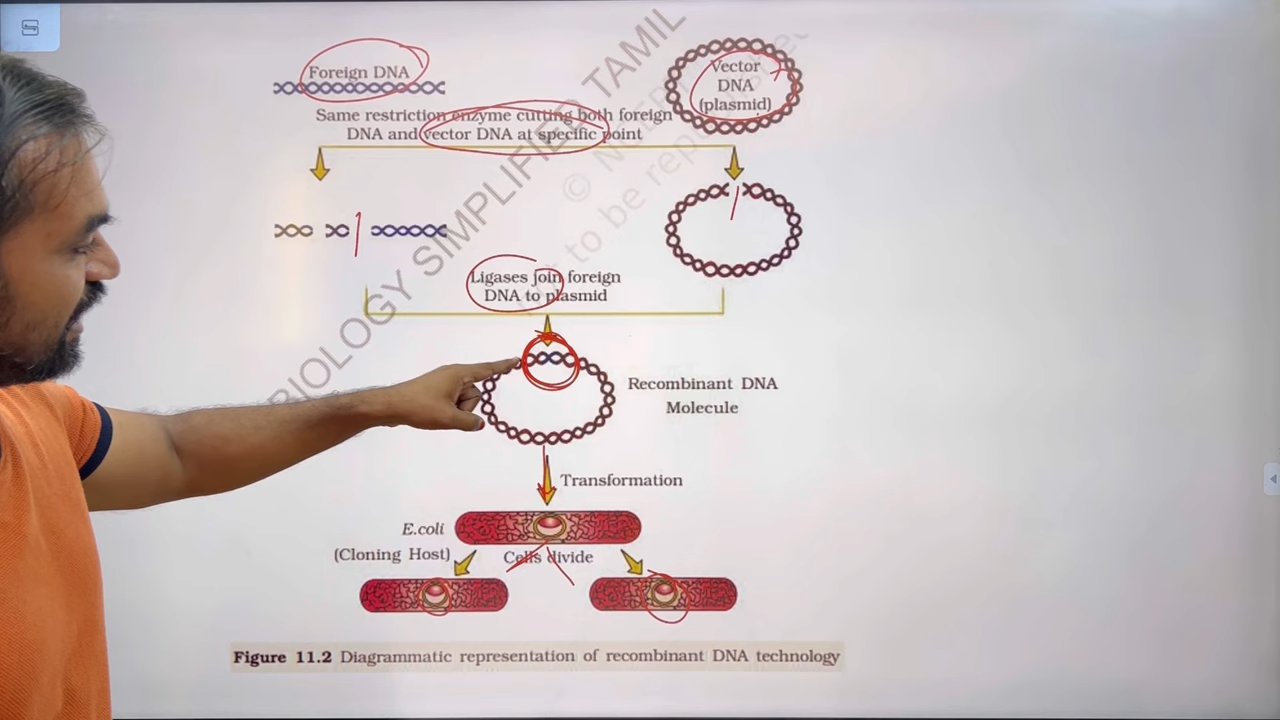 Foreign DNA
Vector
DNA
(plasmid)
Same restriction enzyme cutting both foreign
DNA and vector DNA at specific point
Ligases join foreign
DNA to plasmid
Recombinant DNA
Molecule
Transformation
E.coli
(Cloning Host)
Cells divide
Figure 11.2 Diagrammatic representation of recombinant DNA technology
BIOLOGY SIMPLIFIED TAMIL
to be